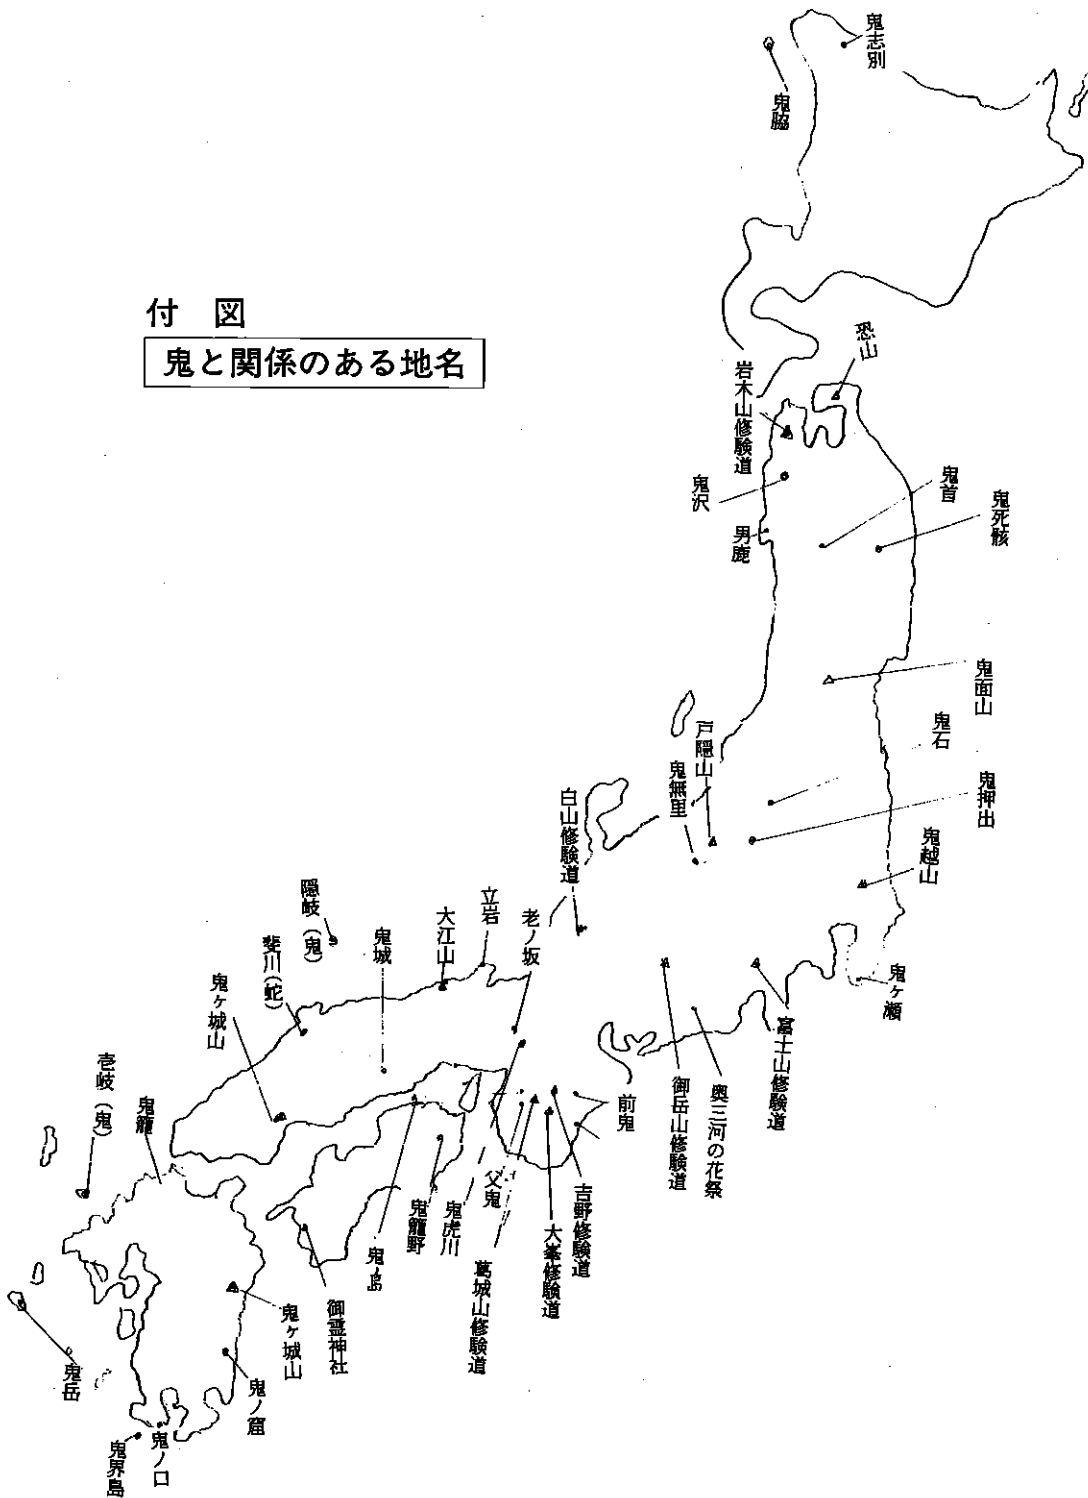 付 図
鬼と関係のある地名
鬼志別
鬼脇
恐山
岩木山修験道
鬼沢
男鹿
鬼首
鬼死骸
鬼面山
鬼石
鬼押出
鬼越山
鬼ヶ瀬
戸隠山
鬼無里
白山修験道
富士山修験道
奥三河の花祭
御岳山修験道
前鬼
吉野修験道
大峯修験道
葛城山修験道
父鬼
鬼虎川
老ノ坂
立岩
大江山
鬼城
隠岐(鬼)
斐川(蛇)
鬼ヶ城山
鬼籠野
鬼ノ島
御霊神社
壱岐(鬼)
鬼籠
鬼ヶ城山
鬼ノ窟
鬼岳
鬼ノ口
鬼界島